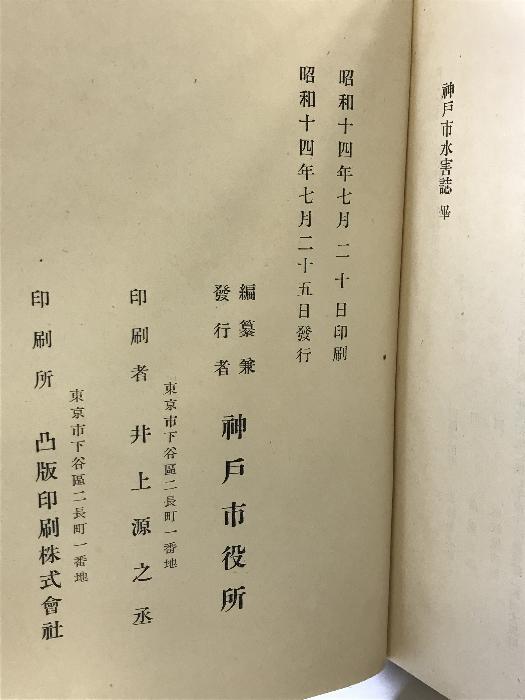 神戸市水害誌 畢
昭和十四年七月二十日印刷
昭和十四年七月二十五日發行
編纂兼
發行者 神戸市役所
東京市下谷區二長町一番地
印刷者 井上源之丞
東京市下谷區二長町一番地
印刷所 凸版印刷株式會社